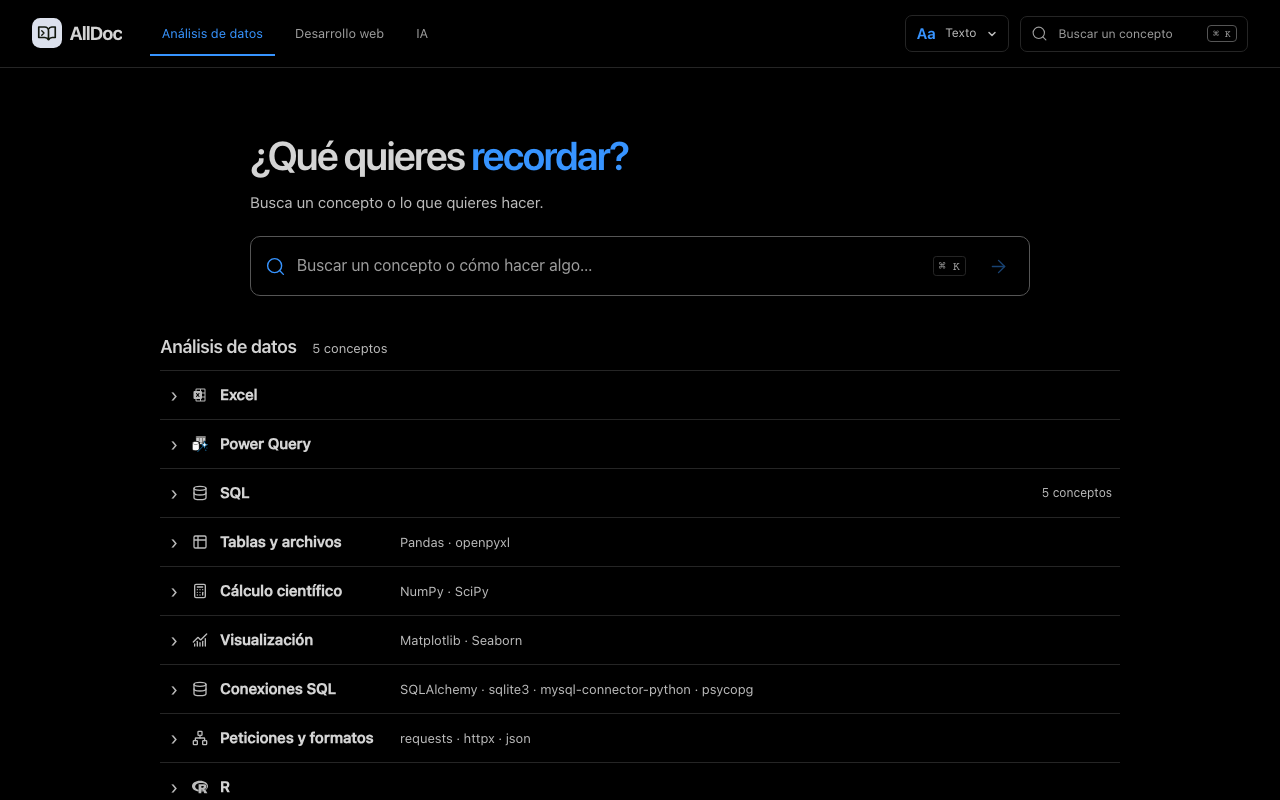 AllDoc
Análisis de datos
Desarrollo web
IA
Aa Texto
Buscar un concepto ⌘ K
¿Qué quieres recordar?
Busca un concepto o lo que quieres hacer.
Buscar un concepto o cómo hacer algo... ⌘ K
Análisis de datos 5 conceptos
Excel
Power Query
SQL 5 conceptos
Tablas y archivos Pandas · openpyxl
Cálculo científico NumPy · SciPy
Visualización Matplotlib · Seaborn
Conexiones SQL SQLAlchemy · sqlite3 · mysql-connector-python · psycopg
Peticiones y formatos requests · httpx · json
R